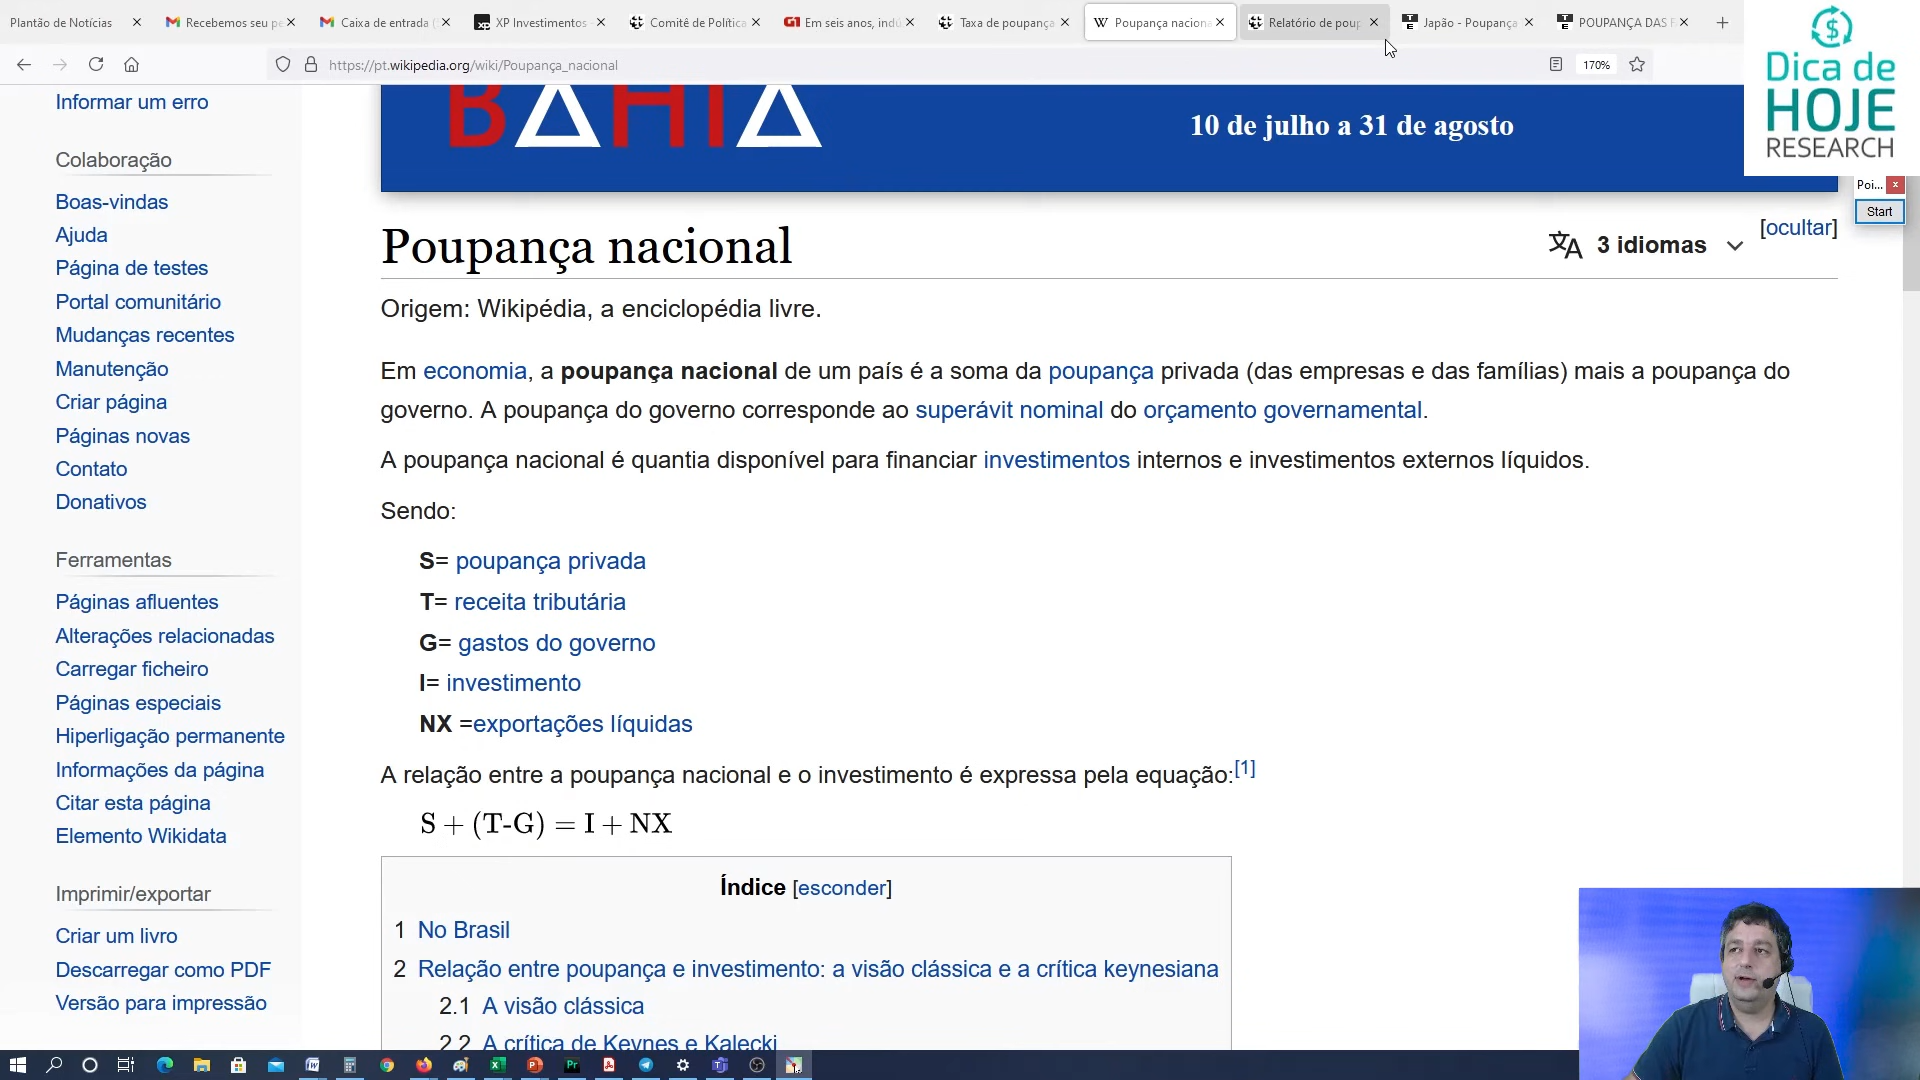 Plantão de Notícias
Recebemos seu pe
Caixa de entrada (
XP Investimentos
Comitê de Política
Em seis anos, indú
Taxa de poupança
Poupança naciona
Relatório de poup
Japão - Poupança
POUPANÇA DAS F
https://pt.wikipedia.org/wiki/Poupança_nacional
170%
Dica de
HOJE
RESEARCH
Poi...
Start
BAHIA
10 de julho a 31 de agosto
[ocultar]
Informar um erro
Colaboração
Boas-vindas
Ajuda
Página de testes
Portal comunitário
Mudanças recentes
Manutenção
Criar página
Páginas novas
Contato
Donativos
Ferramentas
Páginas afluentes
Alterações relacionadas
Carregar ficheiro
Páginas especiais
Hiperligação permanente
Informações da página
Citar esta página
Elemento Wikidata
Imprimir/exportar
Criar um livro
Descarregar como PDF
Versão para impressão
Poupança nacional
3 idiomas
Origem: Wikipédia, a enciclopédia livre.
Em economia, a poupança nacional de um país é a soma da poupança privada (das empresas e das famílias) mais a poupança do
governo. A poupança do governo corresponde ao superávit nominal do orçamento governamental.
A poupança nacional é quantia disponível para financiar investimentos internos e investimentos externos líquidos.
Sendo:
S= poupança privada
T= receita tributária
G= gastos do governo
I= investimento
NX =exportações líquidas
A relação entre a poupança nacional e o investimento é expressa pela equação:[1]
S + (T-G) = I + NX
Índice [esconder]
1 No Brasil
2 Relação entre poupança e investimento: a visão clássica e a crítica keynesiana
2.1 A visão clássica
2.2 A crítica de Keynes e Kalecki